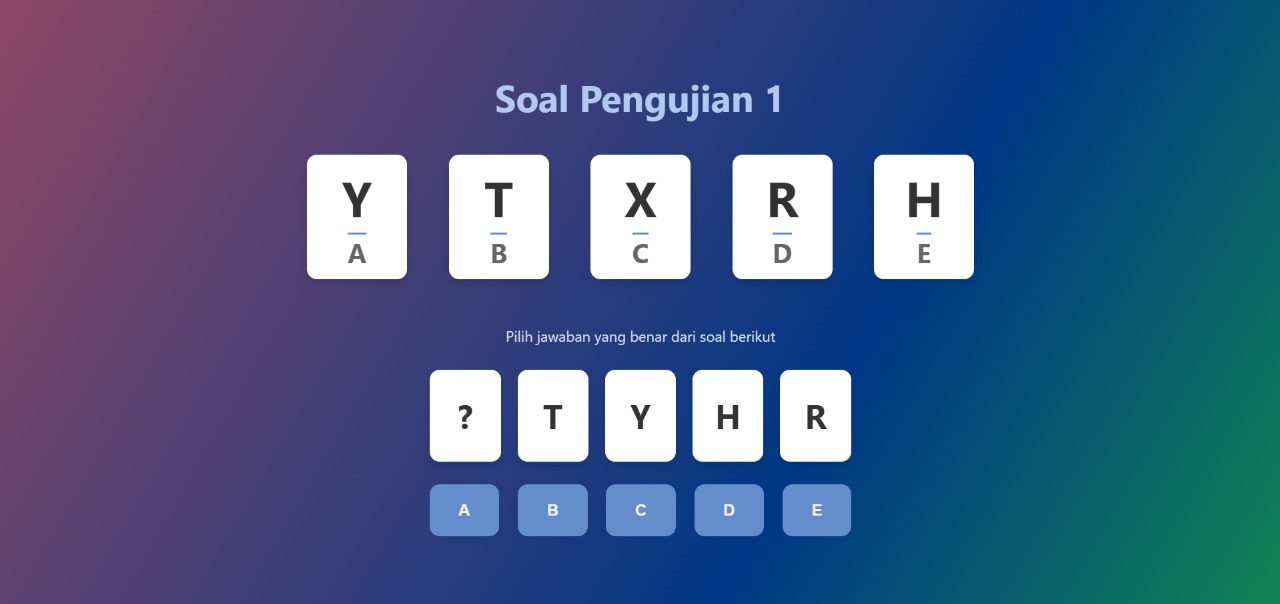 Soal Pengujian 1
Y T X R H
A B C D E
Pilih jawaban yang benar dari soal berikut
? T Y H R
A B C D E